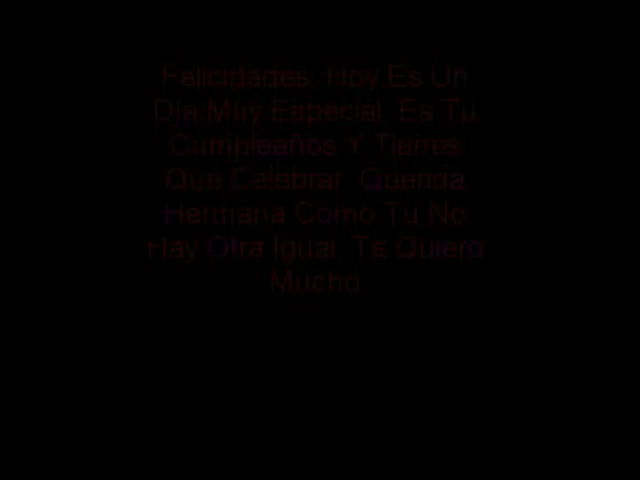 Felicidades! Hoy Es Un
Día Muy Especial, Es Tu
Cumpleaños Y Tienes
Que Celebrar. Querida
Hermana Como Tu No
Hay Otra Igual, Te Quiero
Mucho.